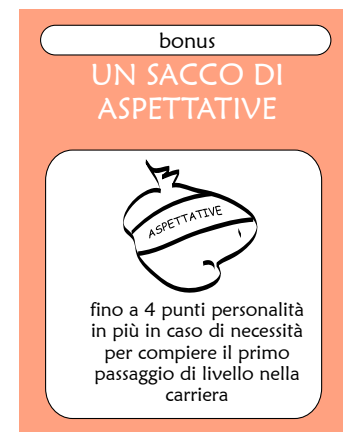 bonus
UN SACCO DI
ASPETTATIVE
ASPETTATIVE
fino a 4 punti personalità
in più in caso di necessità
per compiere il primo
passaggio di livello nella
carriera